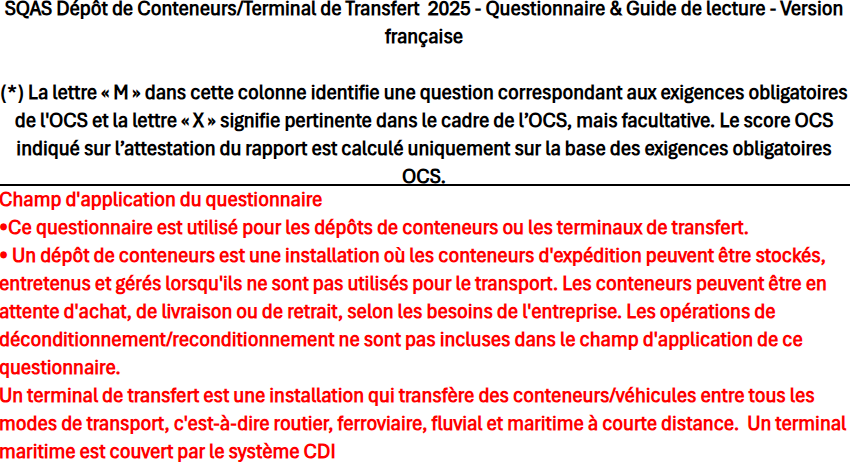 SQAS Dépôt de Conteneurs/Terminal de Transfert  2025 - Questionnaire & Guide de lecture - Version
française
(*) La lettre « M » dans cette colonne identifie une question correspondant aux exigences obligatoires
de l'OCS et la lettre « X » signifie pertinente dans le cadre de l’OCS, mais facultative. Le score OCS
indiqué sur l’attestation du rapport est calculé uniquement sur la base des exigences obligatoires
OCS.
Champ d'application du questionnaire
•Ce questionnaire est utilisé pour les dépôts de conteneurs ou les terminaux de transfert.
• Un dépôt de conteneurs est une installation où les conteneurs d'expédition peuvent être stockés,
entretenus et gérés lorsqu'ils ne sont pas utilisés pour le transport. Les conteneurs peuvent être en
attente d'achat, de livraison ou de retrait, selon les besoins de l'entreprise. Les opérations de
déconditionnement/reconditionnement ne sont pas incluses dans le champ d'application de ce
questionnaire.
Un terminal de transfert est une installation qui transfère des conteneurs/véhicules entre tous les
modes de transport, c'est-à-dire routier, ferroviaire, fluvial et maritime à courte distance.  Un terminal
maritime est couvert par le système CDI